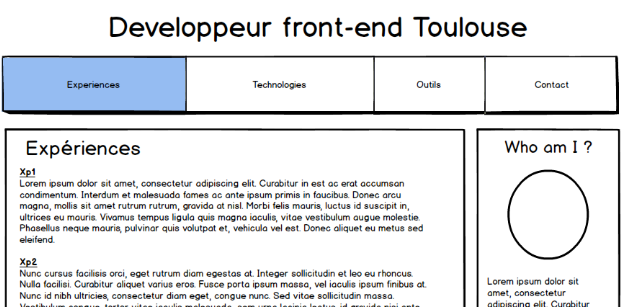 Developpeur front-end Toulouse
Experiences
Technologies
Outils
Contact
Expériences
Xp1
Lorem ipsum dolor sit amet, consectetur adipiscing elit. Curabitur in est ac erat accumsan
condimentum. Interdum et malesuada fames ac ante ipsum primis in faucibus. Donec arcu
magna, mollis sit amet rutrum rutrum, gravida at nisl. Morbi felis mauris, luctus id suscipit in,
ultrices eu mauris. Vivamus tempus ligula quis magna iaculis, vitae vestibulum augue molestie.
Phasellus neque mauris, pulvinar quis volutpat et, vehicula vel est. Donec aliquet eu metus sed
eleifend.
Xp2
Nunc cursus facilisis orci, eget rutrum diam egestas at. Integer sollicitudin et leo eu rhoncus.
Nulla facilisi. Curabitur aliquet varius eros. Fusce porta ipsum massa, vel iaculis ipsum finibus at.
Nunc id nibh ultricies, consectetur diam eget, congue nunc. Sed vitae sollicitudin massa.
Who am I ?
Lorem ipsum dolor sit
amet, consectetur
adipiscing elit. Curabitur